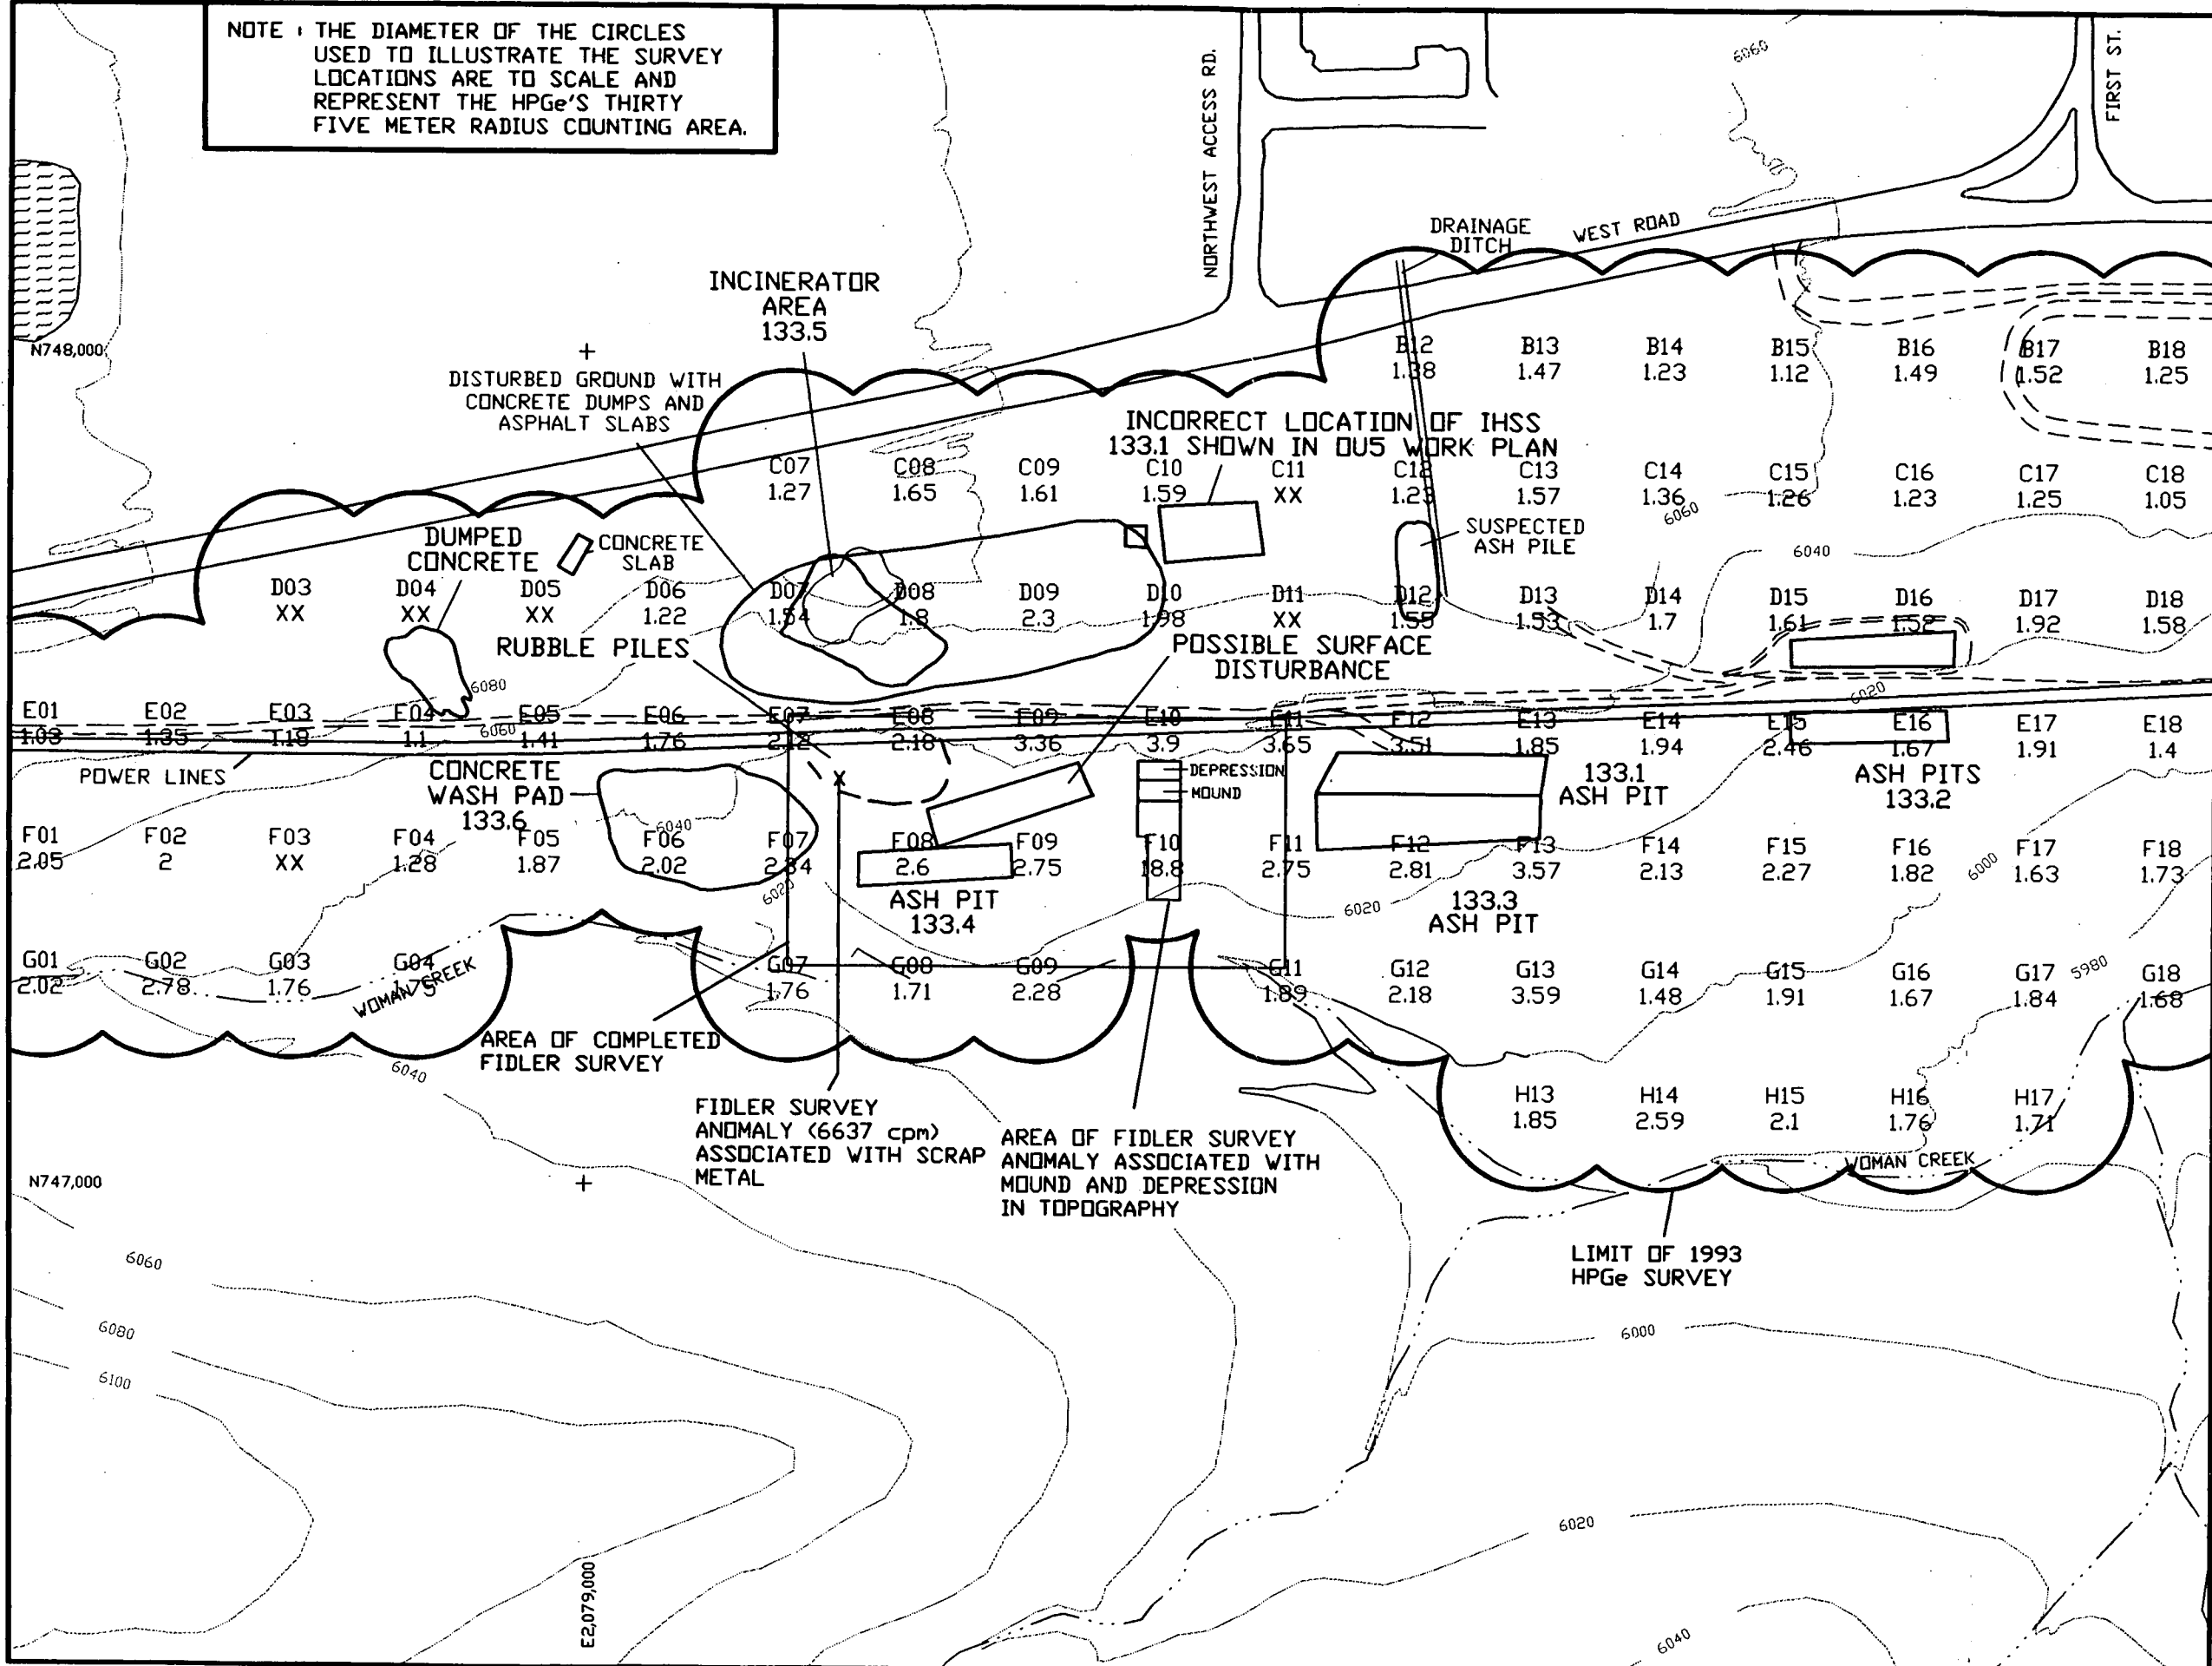 NOTE : THE DIAMETER OF THE CIRCLES
USED TO ILLUSTRATE THE SURVEY
LOCATIONS ARE TO SCALE AND
REPRESENT THE HPGe'S THIRTY
FIVE METER RADIUS COUNTING AREA.
NORTHWEST ACCESS RD.
6060
FIRST ST.
DRAINAGE
DITCH
WEST ROAD
INCINERATOR
AREA
133.5
N748,000
B12 B13 B14 B15 B16 B17 B18
1.38 1.47 1.23 1.12 1.49 1.52 1.25
DISTURBED GROUND WITH
CONCRETE DUMPS AND
ASPHALT SLABS
INCORRECT LOCATION OF IHSS
133.1 SHOWN IN OU5 WORK PLAN
C07 C08 C09 C10 C11 C12 C13 C14 C15 C16 C17 C18
1.27 1.65 1.61 1.59 XX 1.23 1.57 1.36 1.26 1.23 1.25 1.05
6060
DUMPED
CONCRETE
CONCRETE
SLAB
SUSPECTED
ASH PILE
6040
D03 D04 D05 D06 D07 D08 D09 D10 D11 D12 D13 D14 D15 D16 D17 D18
XX XX XX 1.22 1.54 1.8 2.3 1.98 XX 1.55 1.53 1.7 1.61 1.52 1.92 1.58
RUBBLE PILES
POSSIBLE SURFACE
DISTURBANCE
6080
6020
E01 E02 E03 E04 E05 E06 E07 E08 E09 E10 E11 E12 E13 E14 E15 E16 E17 E18
1.03 1.35 1.18 1.1 6060 1.41 1.76 2.12 2.18 3.36 3.9 3.65 3.51 1.85 1.94 2.46 1.67 1.91 1.4
POWER LINES
CONCRETE
WASH PAD
133.6
DEPRESSION
MOUND
133.1
ASH PIT
ASH PITS
133.2
6040
F01 F02 F03 F04 F05 F06 F07 F08 F09 F10 F11 F12 F13 F14 F15 F16 F17 F18
2.05 2 XX 1.28 1.87 2.02 2.34 2.6 2.75 18.8 2.75 2.81 3.57 2.13 2.27 1.82 6000 1.63 1.73
6020
ASH PIT
133.4
6020
133.3
ASH PIT
G01 G02 G03 G04 G07 G08 G09 G11 G12 G13 G14 G15 G16 G17 5980 G18
2.02 2.78 1.76 1.75 1.76 1.71 2.28 1.89 2.18 3.59 1.48 1.91 1.67 1.84 1.68
WOMAN CREEK
AREA OF COMPLETED
FIDLER SURVEY
6040
H13 H14 H15 H16 H17
1.85 2.59 2.1 1.76 1.71
FIDLER SURVEY
ANOMALY (6637 cpm)
ASSOCIATED WITH SCRAP
METAL
AREA OF FIDLER SURVEY
ANOMALY ASSOCIATED WITH
MOUND AND DEPRESSION
IN TOPOGRAPHY
WOMAN CREEK
N747,000
LIMIT OF 1993
HPGe SURVEY
6060
6080
6000
6100
6020
E2,079,000
6040